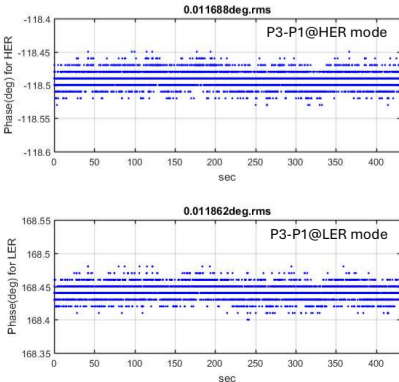 0.011688deg.rms
P3-P1@HER mode
Phase(deg) for HER
-118.4
-118.45
-118.5
-118.55
-118.6
0 50 100 150 200 250 300 350 400
sec
0.011862deg.rms
P3-P1@LER mode
Phase(deg) for LER
168.55
168.5
168.45
168.4
168.35
0 50 100 150 200 250 300 350 400
sec